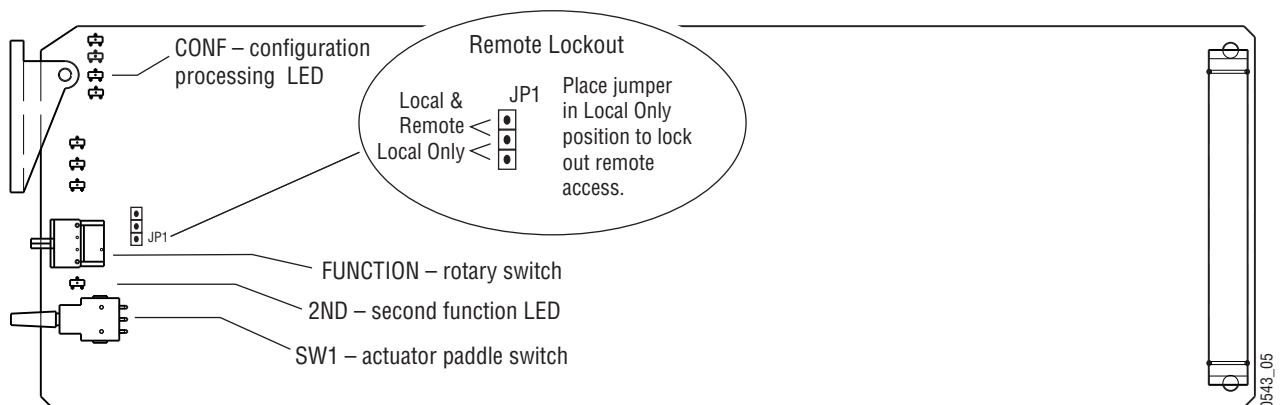 CONF – configuration
processing LED
Remote Lockout
Local &
Remote
Local Only
JP1
Place jumper
in Local Only
position to lock
out remote
access.
JP1
FUNCTION – rotary switch
2ND – second function LED
SW1 – actuator paddle switch
0543_05